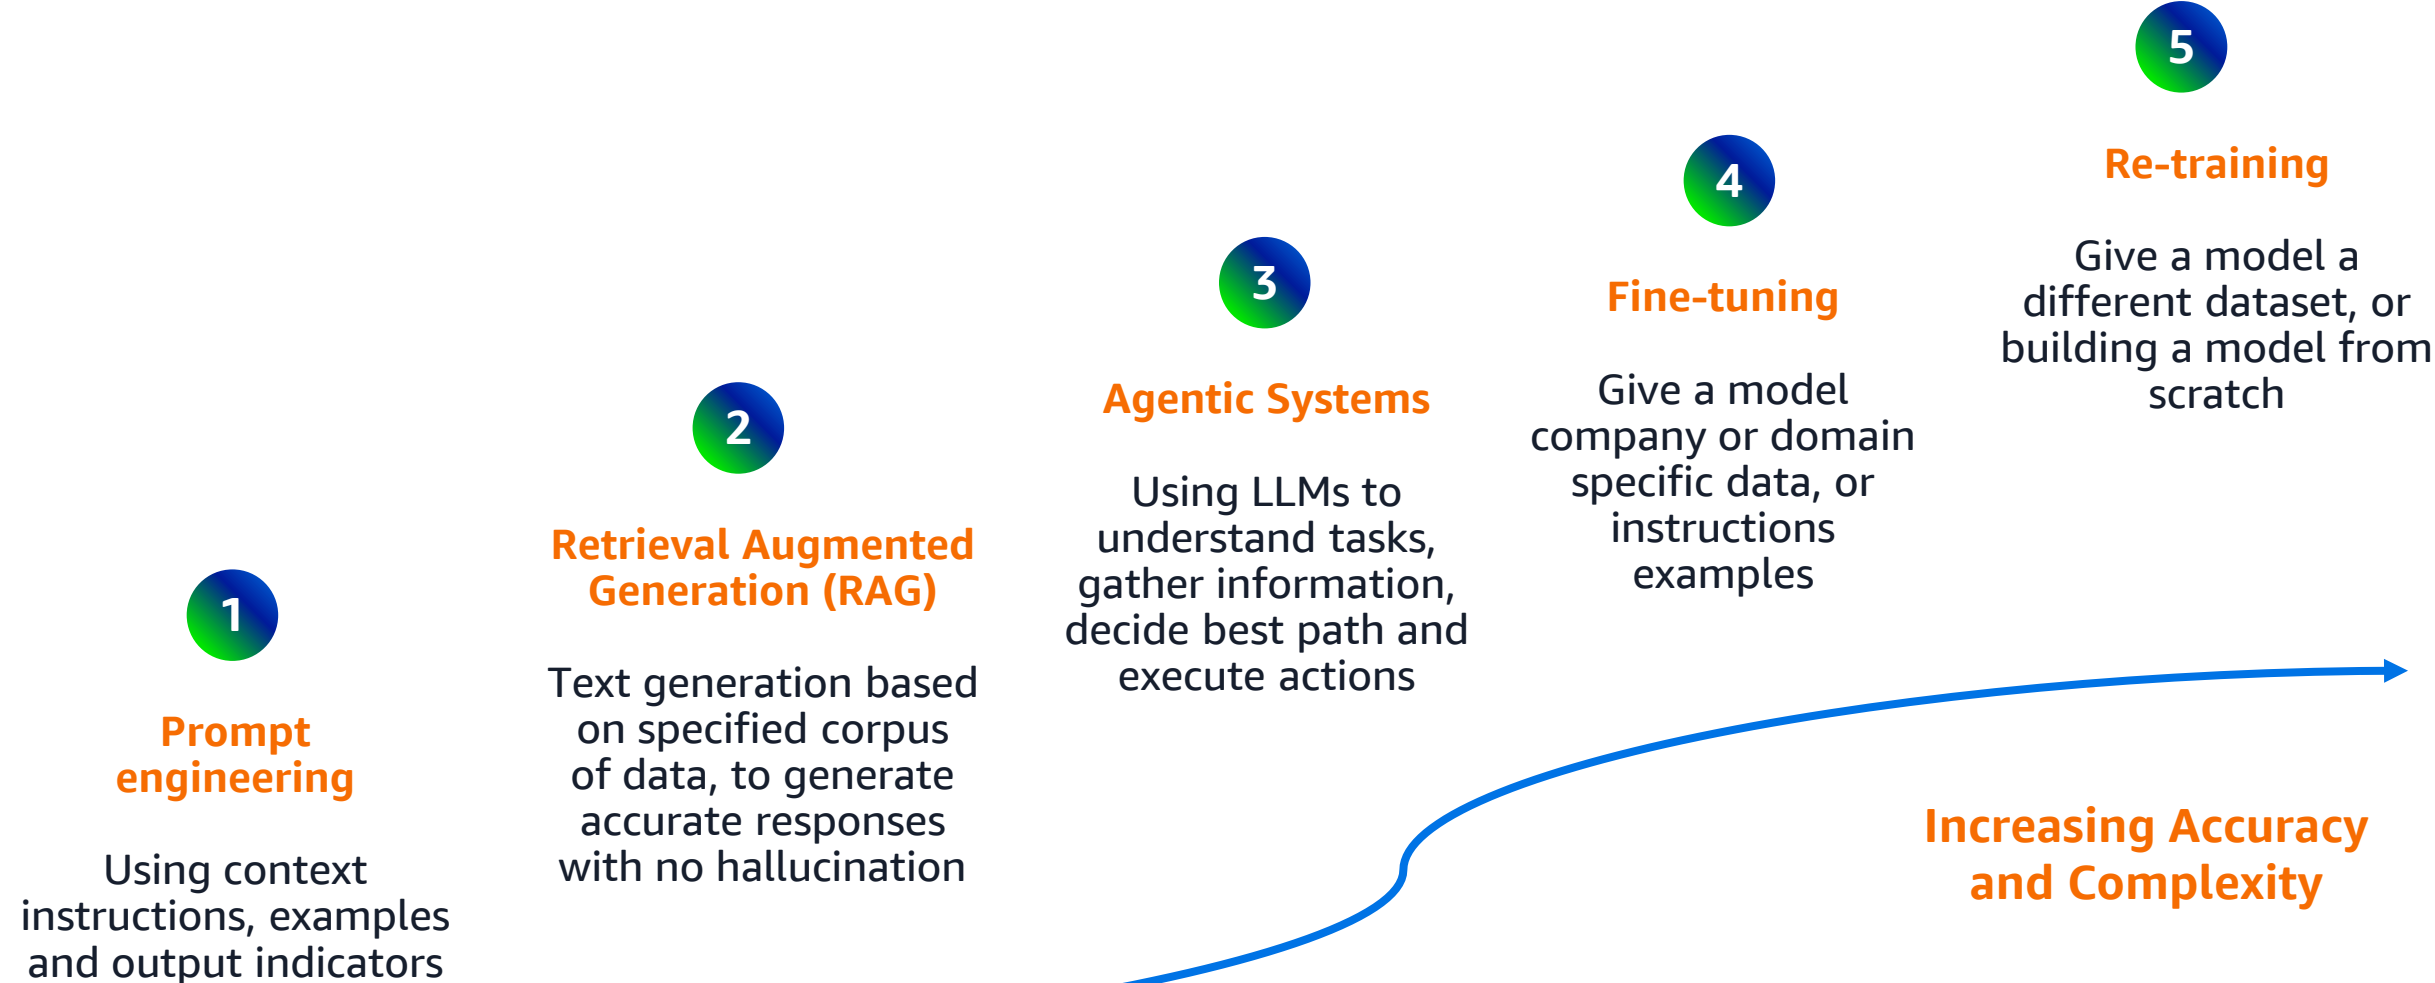 1
Prompt
engineering
Using context
instructions, examples
and output indicators
2
Retrieval Augmented
Generation (RAG)
Text generation based
on specified corpus
of data, to generate
accurate responses
with no hallucination
3
Agentic Systems
Using LLMs to
understand tasks,
gather information,
decide best path and
execute actions
4
Fine-tuning
Give a model
company or domain
specific data, or
instructions
examples
5
Re-training
Give a model a
different dataset, or
building a model from
scratch
Increasing Accuracy
and Complexity